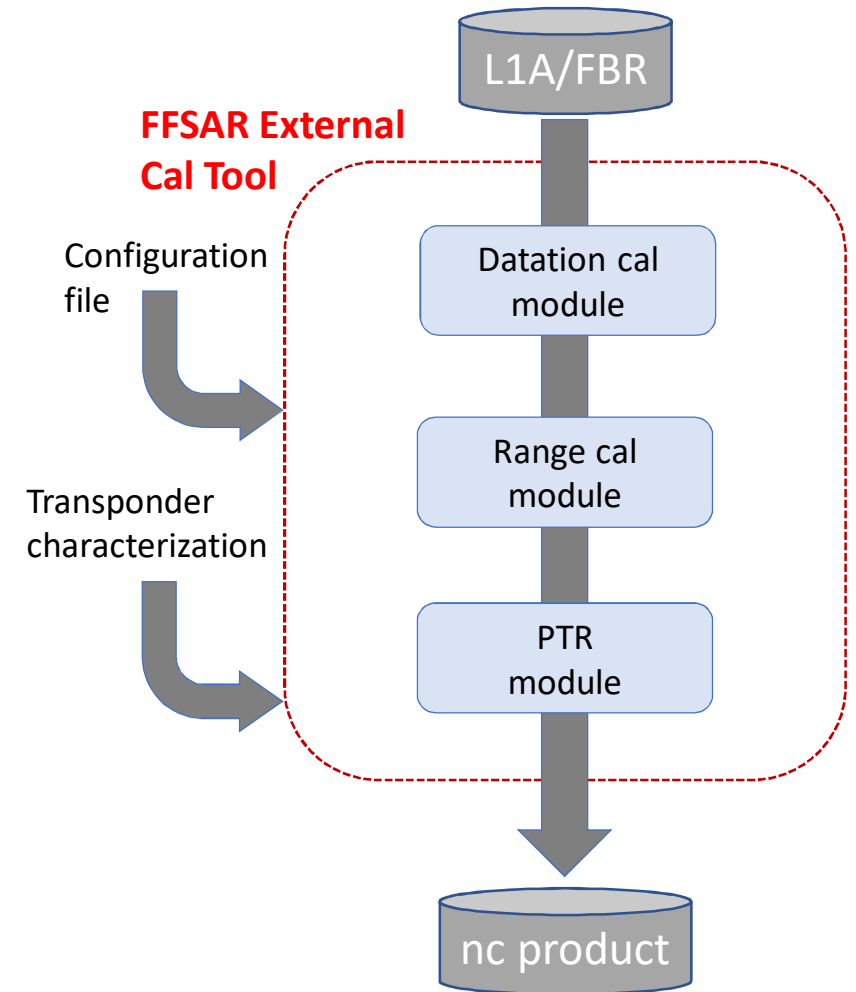 L1A/FBR
FFSAR External
Cal Tool
Configuration
file
Datation cal
module
Range cal
module
Transponder
characterization
PTR
module
nc product